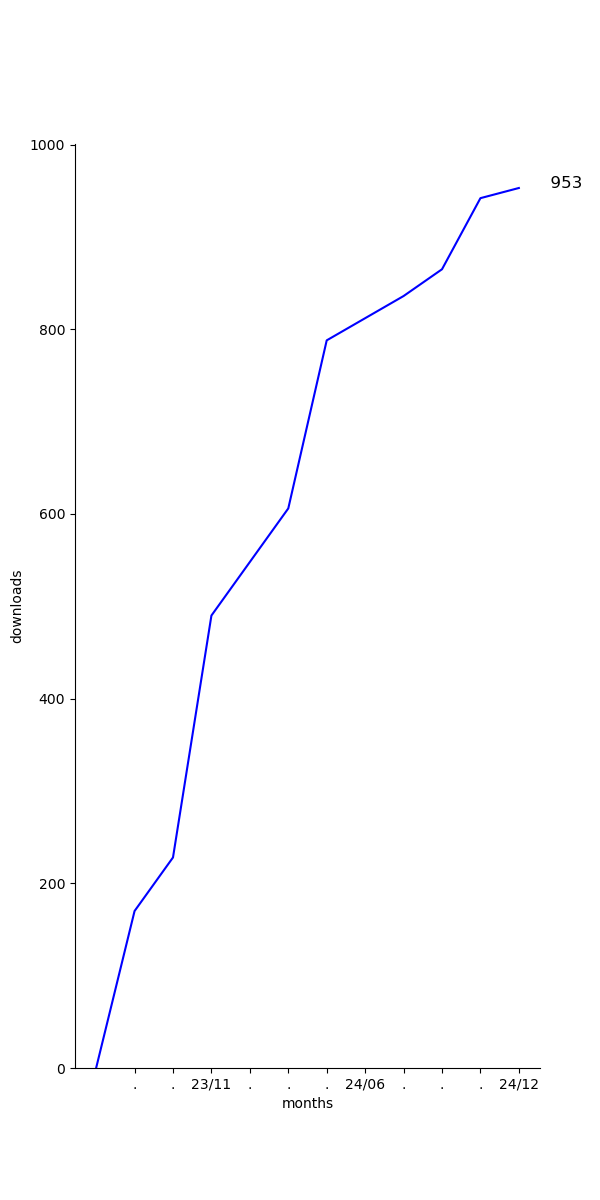 1000
953
800
600
downloads
400
200
0
. . 23/11 . . . 24/06 . . . 24/12
months